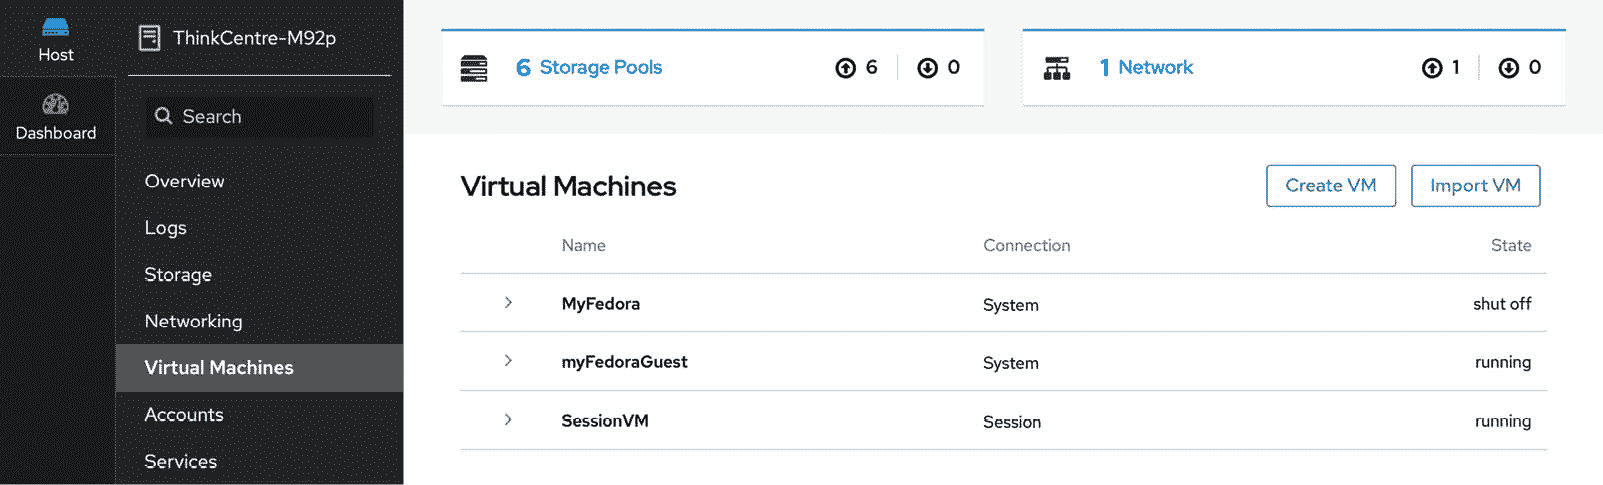 Host
Dashboard
ThinkCentre-M92p
Search
Overview
Logs
Storage
Networking
Virtual Machines
Accounts
Services
6 Storage Pools 6 0
1 Network 1 0
Virtual Machines Create VM Import VM
Name Connection State
MyFedora System shut off
myFedoraGuest System running
SessionVM Session running